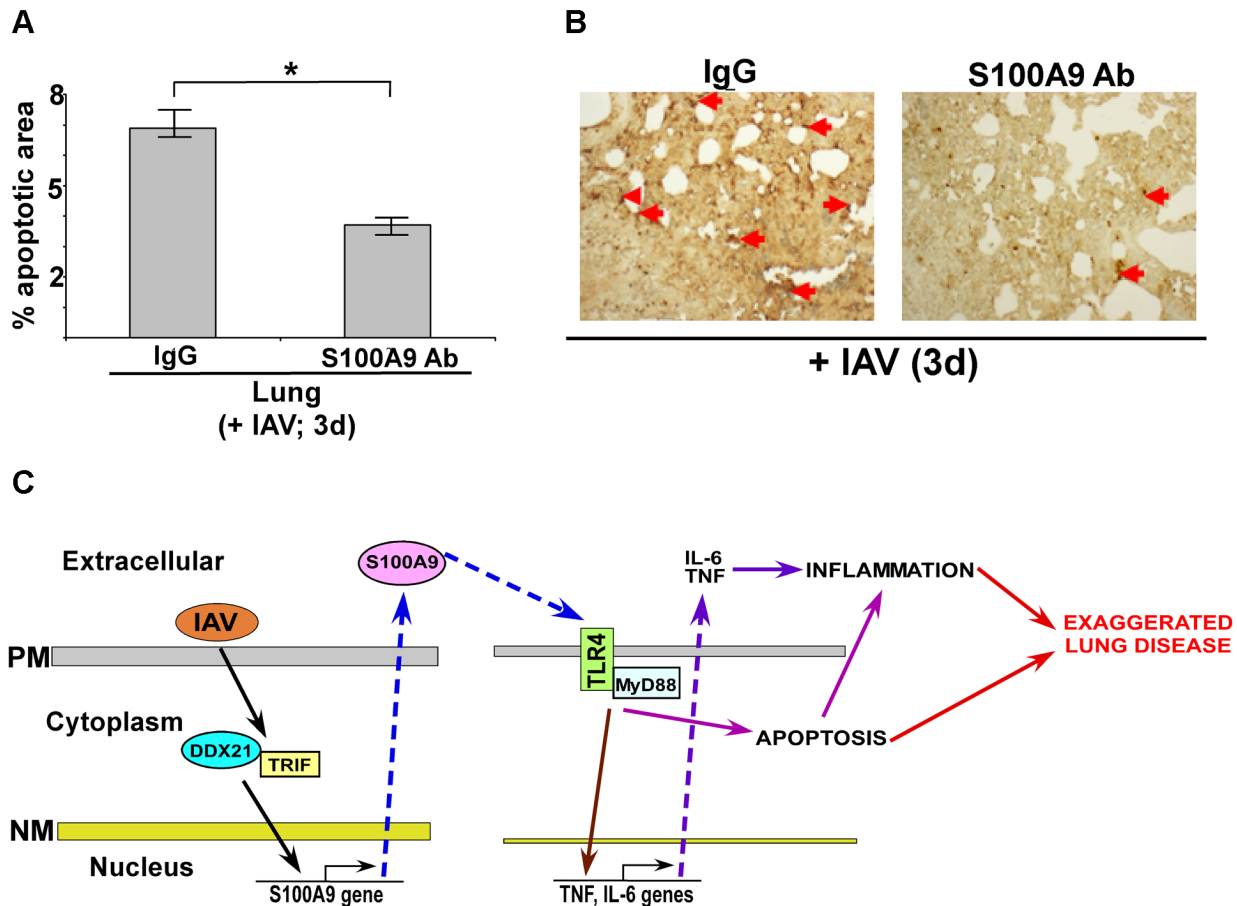 A
*
% apoptotic area
8
5
2
IgG
S100A9 Ab
Lung
(+ IAV; 3d)
B
IgG
S100A9 Ab
+ IAV (3d)
C
Extracellular
S100A9
IAV
PM
Cytoplasm
DDX21
TRIF
NM
Nucleus
S100A9 gene
TLR4
MyD88
IL-6
TNF
INFLAMMATION
APOPTOSIS
EXAGGERATED
LUNG DISEASE
TNF, IL-6 genes